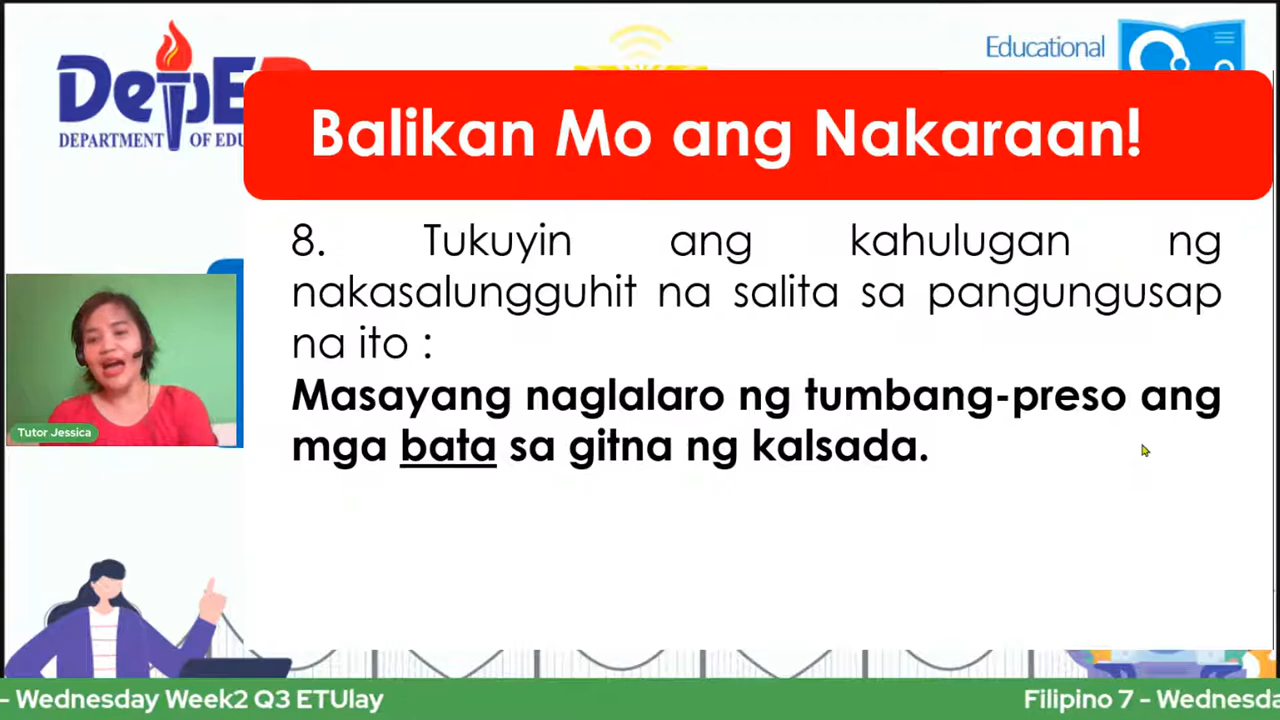 DepE
DEPARTMENT OF EDU
Educational
Balikan Mo ang Nakaraan!
8. Tukuyin ang kahulugan ng
nakasalungguhit na salita sa pangungusap
na ito :
Masayang naglalaro ng tumbang-preso ang
mga bata sa gitna ng kalsada.
Tutor Jessica
- Wednesday Week2 Q3 ETUlay
Filipino 7 - Wednesda